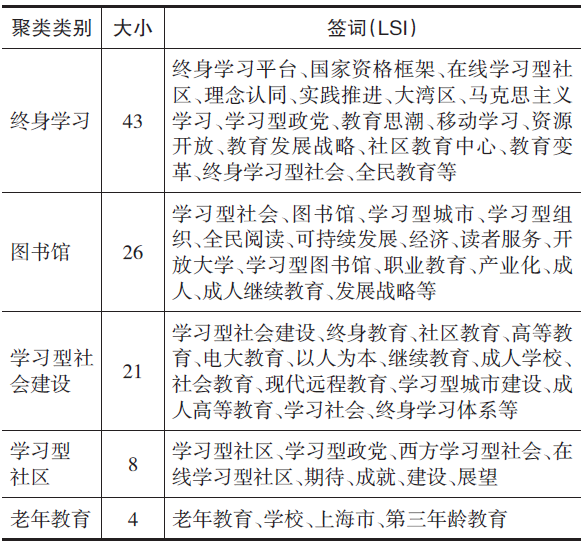 聚类类别 大小 签词(LSI)
终身学习平台、国家资格框架、在线学习型社
区、理念认同、实践推进、大湾区、马克思主义
终身学习 43 学习、学习型政党、教育思潮、移动学习、资源
开放、教育发展战略、社区教育中心、教育变
革、终身学习型社会、全民教育等
学习型社会、图书馆、学习型城市、学习型组
织、全民阅读、可持续发展、经济、读者服务、开
图书馆 26 放大学、学习型图书馆、职业教育、产业化、成
人、成人继续教育、发展战略等
学习型社会建设、终身教育、社区教育、高等教
学习型社 育、电大教育、以人为本、继续教育、成人学校、
会建设 21 社会教育、现代远程教育、学习型城市建设、成
人高等教育、学习社会、终身学习体系等
学习型 学习型社区、学习型政党、西方学习型社会、在
社区 8 线学习型社区、期待、成就、建设、展望
老年教育 4 老年教育、学校、上海市、第三年龄教育